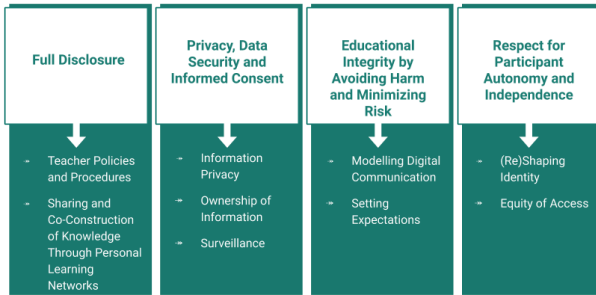 Full Disclosure
Teacher Policies
and Procedures
Sharing and
Co-Construction
of Knowledge
Through Personal
Learning
Networks
Privacy, Data
Security and
Informed Consent
Information
Privacy
Ownership of
Information
Surveillance
Educational
Integrity by
Avoiding Harm
and Minimizing
Risk
Modelling Digital
Communication
Setting
Expectations
Respect for
Participant
Autonomy and
Independence
(Re)Shaping
Identity
Equity of Access